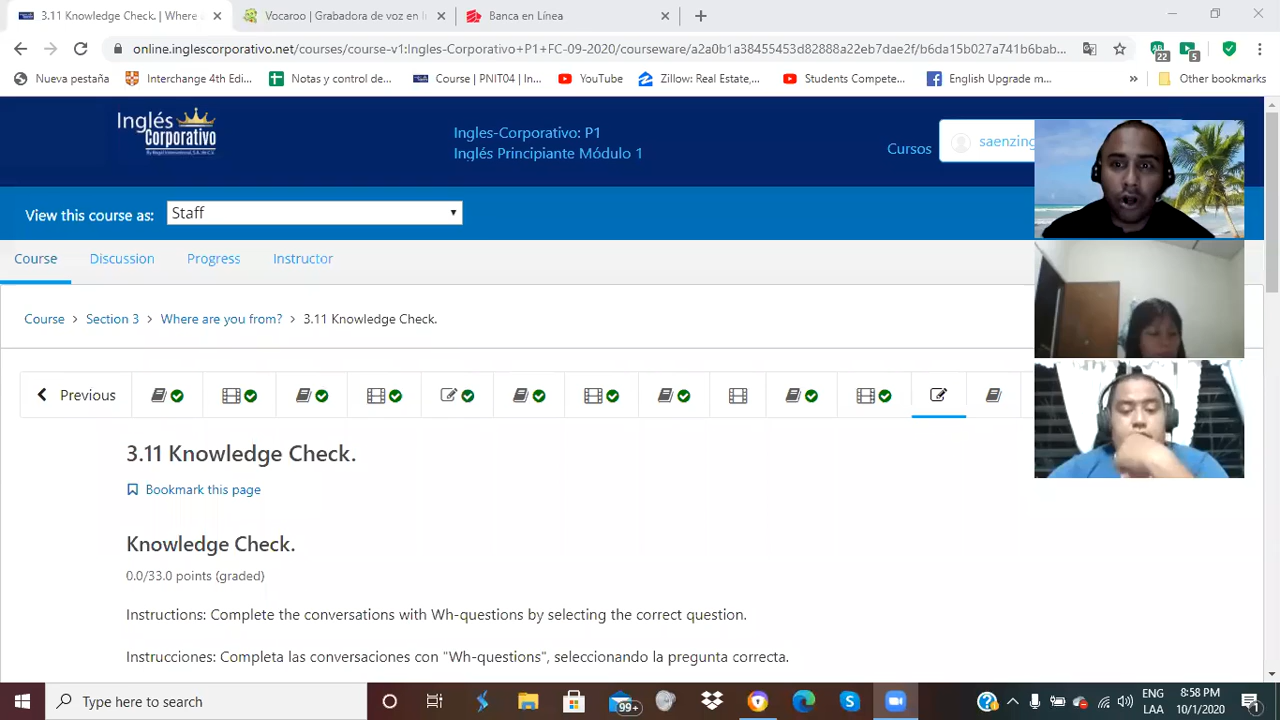 3.11 Knowledge Check. | Where a
Vocaroo | Grabadora de voz en lí
Banca en Línea
online.inglescorporativo.net/courses/course-v1:Ingles-Corporativo+P1+FC-09-2020/courseware/a2a0b1a38455453d82888a22eb7dae2f/b6da15b027a741b6bab...
22
5
Nueva pestaña
Interchange 4th Edi...
Notas y control de...
Course | PNIT04 | In...
YouTube
Zillow: Real Estate,...
Students Compete...
English Upgrade m...
»
Other bookmarks
Inglés
Corporativo
Ingles-Corporativo: P1
Inglés Principiante Módulo 1
Cursos
saenzing
View this course as:
Staff
Course
Discussion
Progress
Instructor
Course > Section 3 > Where are you from? > 3.11 Knowledge Check.
Previous
3.11 Knowledge Check.
Bookmark this page
Knowledge Check.
0.0/33.0 points (graded)
Instructions: Complete the conversations with Wh-questions by selecting the correct question.
Instrucciones: Completa las conversaciones con "Wh-questions", seleccionando la pregunta correcta.
Type here to search
99+
ENG
LAA
8:58 PM
10/1/2020
1